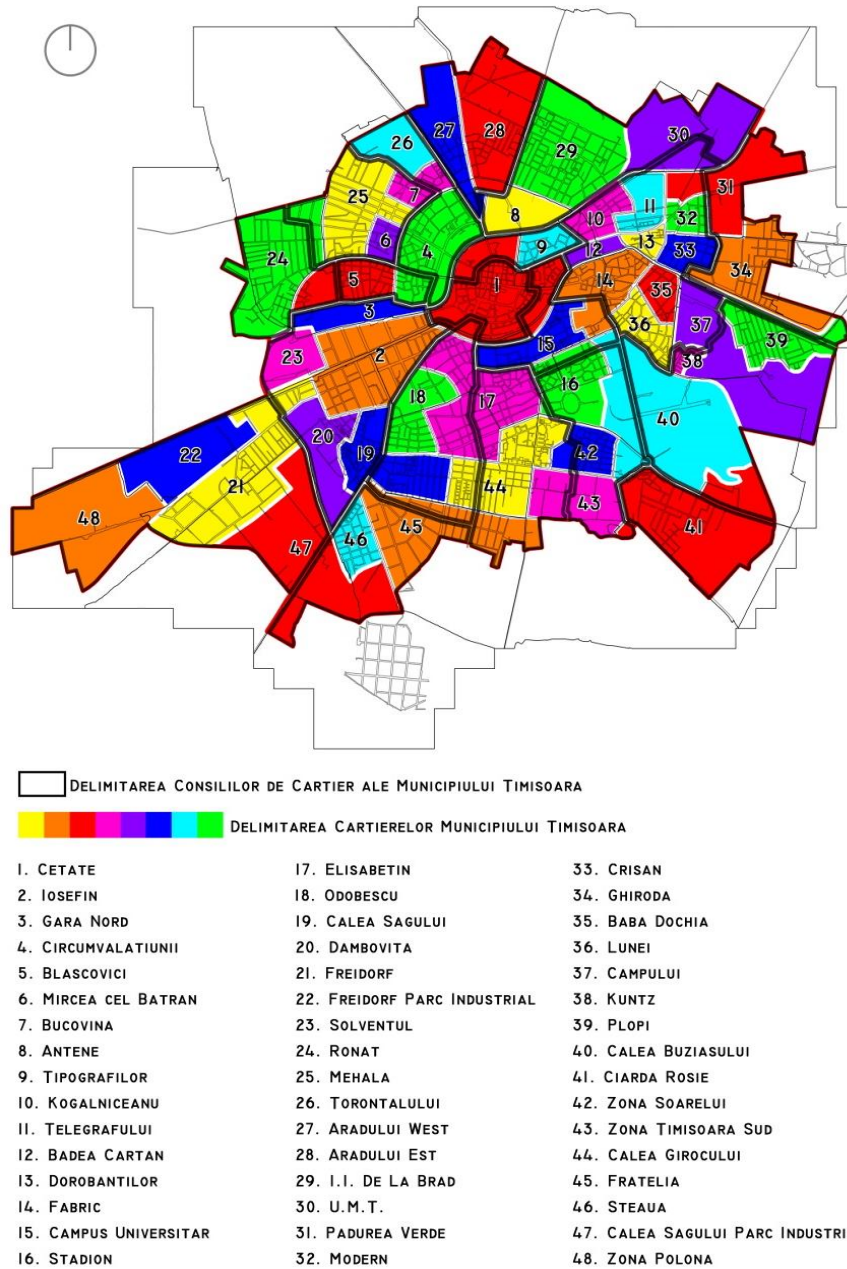 27
28
26
29
30
25
7
31
8
10
11
32
6
4
9
12
13
33
24
34
5
1
14
35
3
36
37
15
39
23
2
38
18
17
16
40
20
22
19
42
21
44
43
48
45
41
47
46
DELIMITAREA CONSILILOR DE CARTIER ALE MUNICIPIULUI TIMISOARA
DELIMITAREA CARTIERELOR MUNICIPIULUI TIMISOARA
1. CETATE
2. IOSEFIN
3. GARA NORD
4. CIRCUMVALATIUNII
5. BLASCOVICI
6. MIRCEA CEL BATRAN
7. BUCOVINA
8. ANTENE
9. TIPOGRAFILOR
10. KOGALNICEANU
11. TELEGRAFULUI
12. BADEA CARTAN
13. DOROBANTILOR
14. FABRIC
15. CAMPUS UNIVERSITAR
16. STADION
17. ELISABETIN
18. ODOBESCU
19. CALEA SAGULUI
20. DAMBOVITA
21. FREIDORF
22. FREIDORF PARC INDUSTRIAL
23. SOLVENTUL
24. RONAT
25. MEHALA
26. TORONTALULUI
27. ARADULUI WEST
28. ARADULUI EST
29. I.I. DE LA BRAD
30. U.M.T.
31. PADUREA VERDE
32. MODERN
33. CRISAN
34. GHIRODA
35. BABA DOCHIA
36. LUNEI
37. CAMPULUI
38. KUNTZ
39. PLOPI
40. CALEA BUZIASULUI
41. CIARDA ROSIE
42. ZONA SOARELUI
43. ZONA TIMISOARA SUD
44. CALEA GIROCULUI
45. FRATELIA
46. STEAUA
47. CALEA SAGULUI PARC INDUSTRI
48. ZONA POLONA